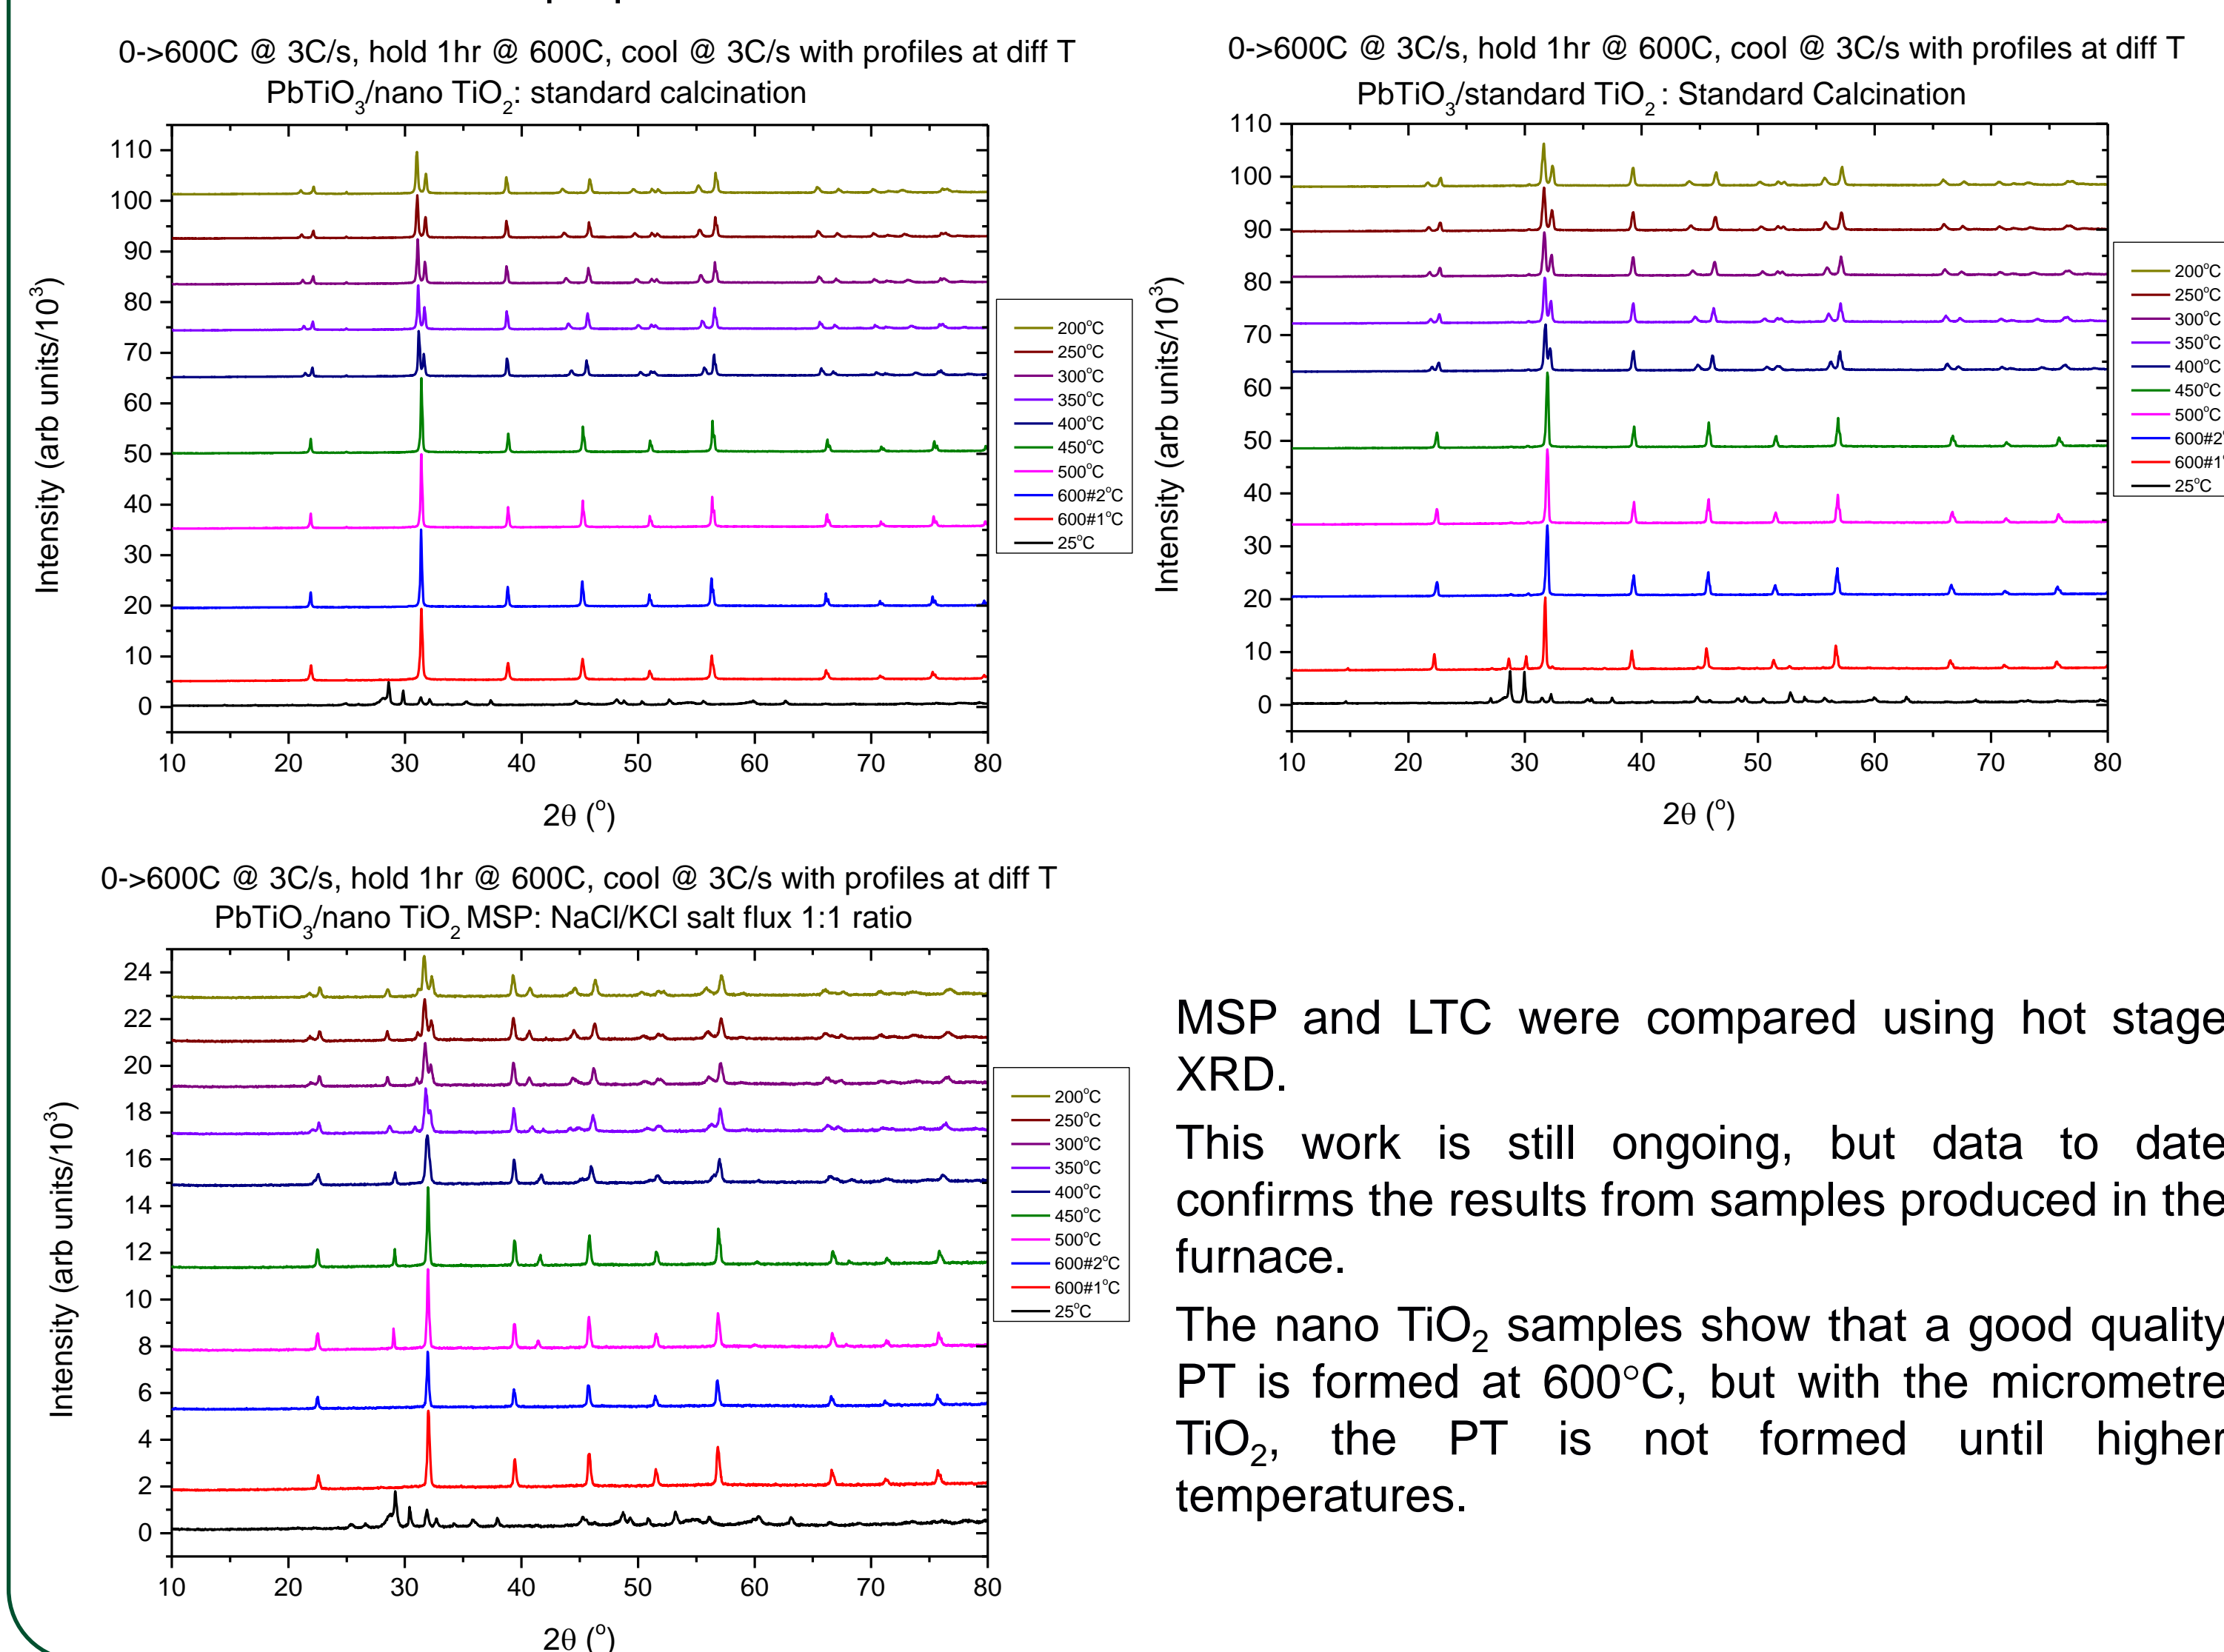 0->600C @ 3C/s, hold 1hr @ 600C, cool @ 3C/s with profiles at diff T
PbTiO3/nano TiO2: standard calcination
110
100
90
80
70
60
50
40
30
20
10
0
Intensity (arb units/10³)
10 20 30 40 50 60 70 80
2θ (°)
200°C
250°C
300°C
350°C
400°C
450°C
500°C
600#2°C
600#1°C
25°C
0->600C @ 3C/s, hold 1hr @ 600C, cool @ 3C/s with profiles at diff T
PbTiO3/standard TiO2 : Standard Calcination
110
100
90
80
70
60
50
40
30
20
10
0
Intensity (arb units/10³)
10 20 30 40 50 60 70 80
2θ (°)
200°C
250°C
300°C
350°C
400°C
450°C
500°C
600#2°
600#1°
25°C
0->600C @ 3C/s, hold 1hr @ 600C, cool @ 3C/s with profiles at diff T
PbTiO3/nano TiO2 MSP: NaCl/KCl salt flux 1:1 ratio
24
22
20
18
16
14
12
10
8
6
4
2
0
Intensity (arb units/10³)
10 20 30 40 50 60 70 80
2θ (°)
200°C
250°C
300°C
350°C
400°C
450°C
500°C
600#2°C
600#1°C
25°C
MSP and LTC were compared using hot stage
XRD.
This work is still ongoing, but data to date
confirms the results from samples produced in the
furnace.
The nano TiO2 samples show that a good quality
PT is formed at 600°C, but with the micrometre
TiO2, the PT is not formed until higher
temperatures.